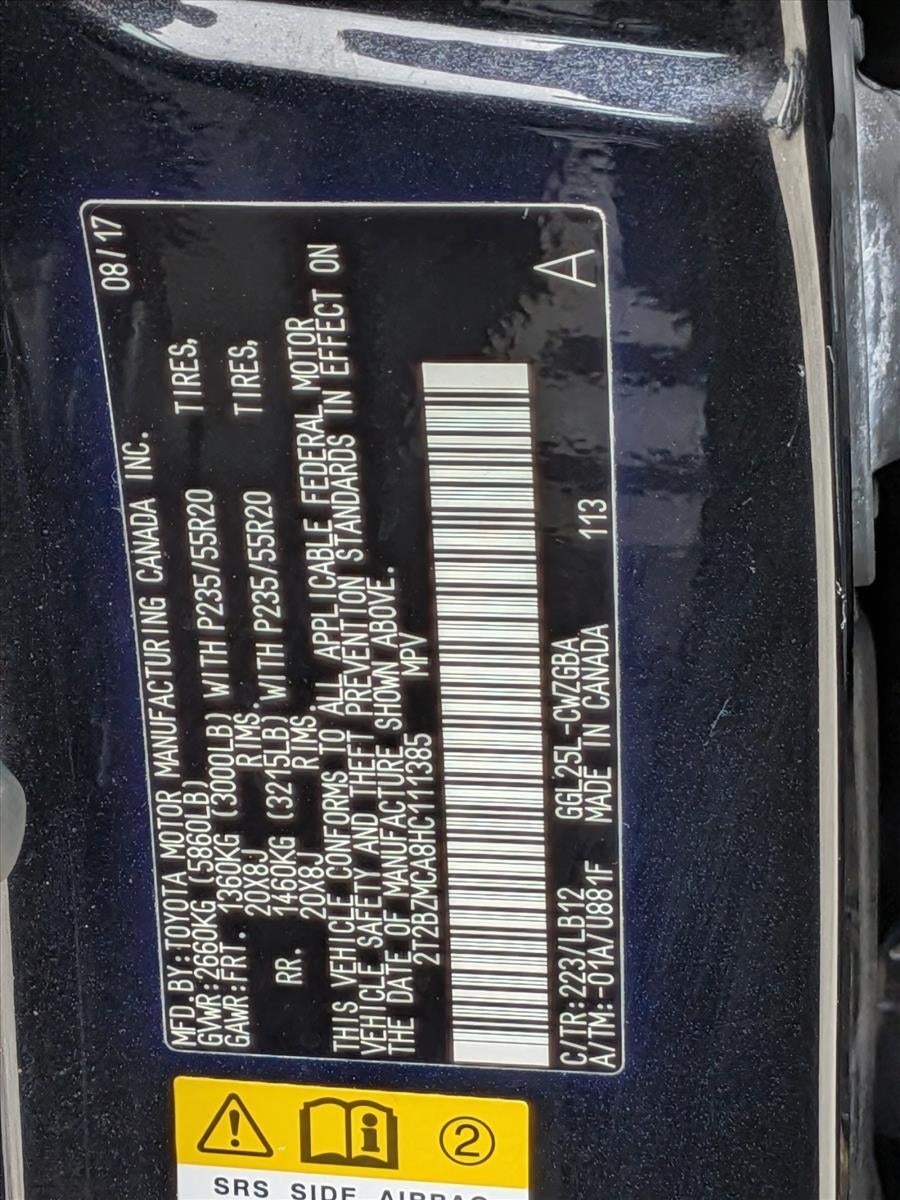 MFD.BY:TOYOTA MOTOR MANUFACTURING CANADA INC. 08/17
GVWR:2660KG (5860LB)
GAWR:FRT. 1360KG (3000LB) WITH P235/55R20 TIRES,
20X8J RIMS.
RR. 1460KG (3215LB) WITH P235/55R20 TIRES,
20X8J RIMS.
THIS VEHICLE CONFORMS TO ALL APPLICABLE FEDERAL MOTOR
VEHICLE SAFETY AND THEFT PREVENTION STANDARDS IN EFFECT ON
THE DATE OF MANUFACTURE SHOWN ABOVE.
2T2BZMCA8HC111385 MPV
C/TR:223/LB12 GGL25L-CWZGBA
A/TM:-01A/U881F MADE IN CANADA 113
A
2
SRS SIDE AIRBAG